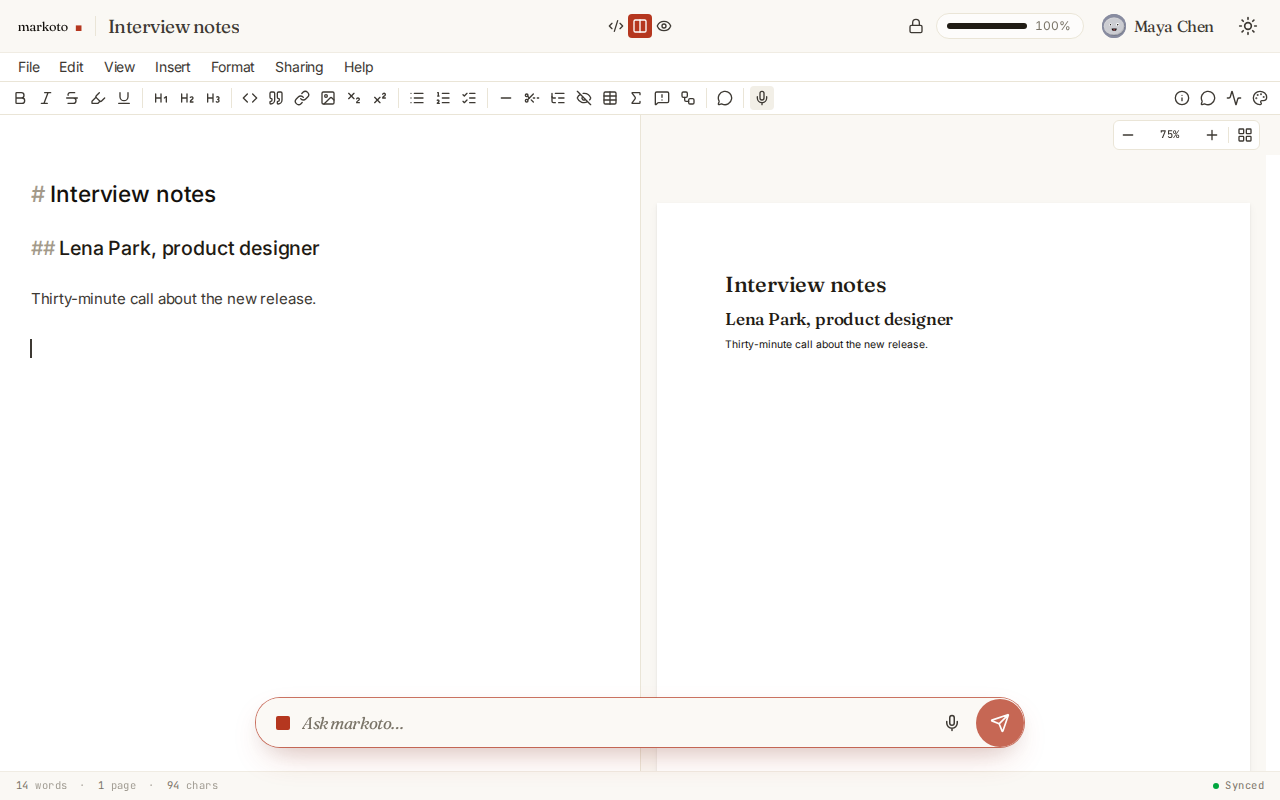 markoto
Interview notes
100%
Maya Chen
File Edit View Insert Format Sharing Help
H1 H2 H3
75%
# Interview notes
## Lena Park, product designer
Thirty-minute call about the new release.
Interview notes
Lena Park, product designer
Thirty-minute call about the new release.
Ask markoto...
14 words · 1 page · 94 chars
Synced